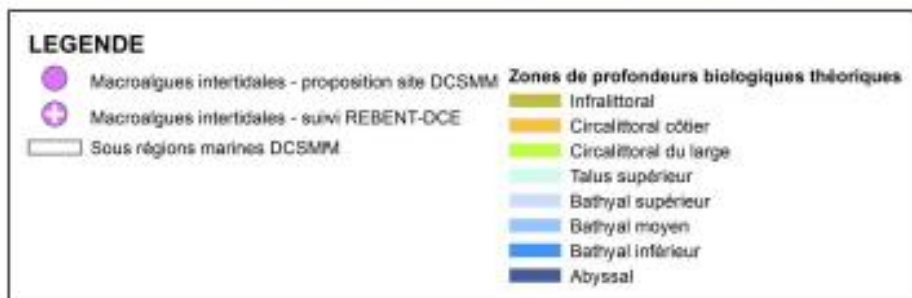 LEGENDE
Macroalgues intertidales - proposition site DCSMM
Macroalgues intertidales - suivi REBENT-DCE
Sous régions marines DCSMM
Zones de profondeurs biologiques théoriques
Infralittoral
Circalittoral côtier
Circalittoral du large
Talus supérieur
Bathyal supérieur
Bathyal moyen
Bathyal inférieur
Abyssal